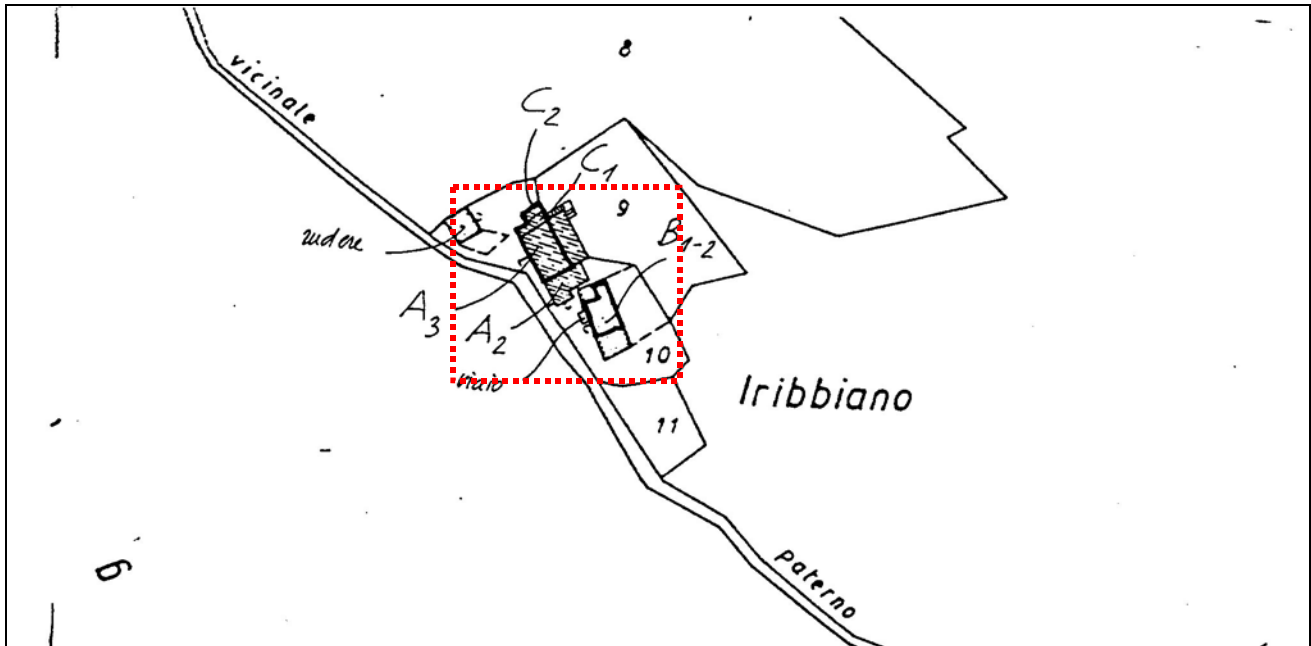 8
vicinale
C2
C1
9
rudere
B1-2
A3
A2
10
Iribbiano
11
6
paterno